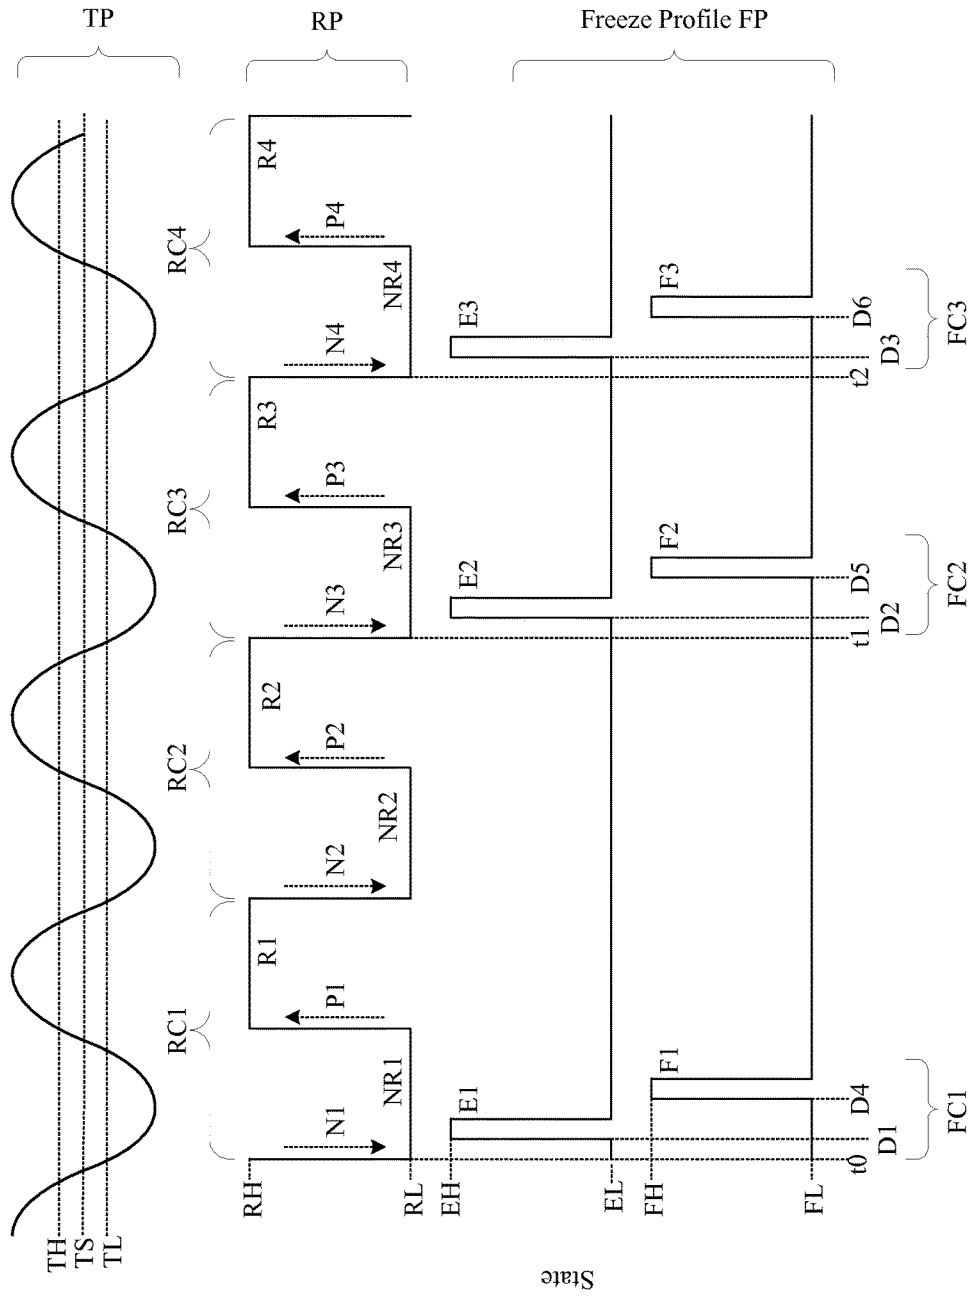 TP
RP
Freeze Profile FP
R4
P4
RC4
NR4
N4
E3
F3
D6
D3
t2
FC3
R3
P3
RC3
NR3
N3
E2
F2
D5
D2
t1
FC2
R2
P2
RC2
NR2
N2
R1
P1
RC1
NR1
N1
E1
F1
D4
D1
t0
FC1
TH
TS
TL
RH
RL
EH
EL
FH
FL
State